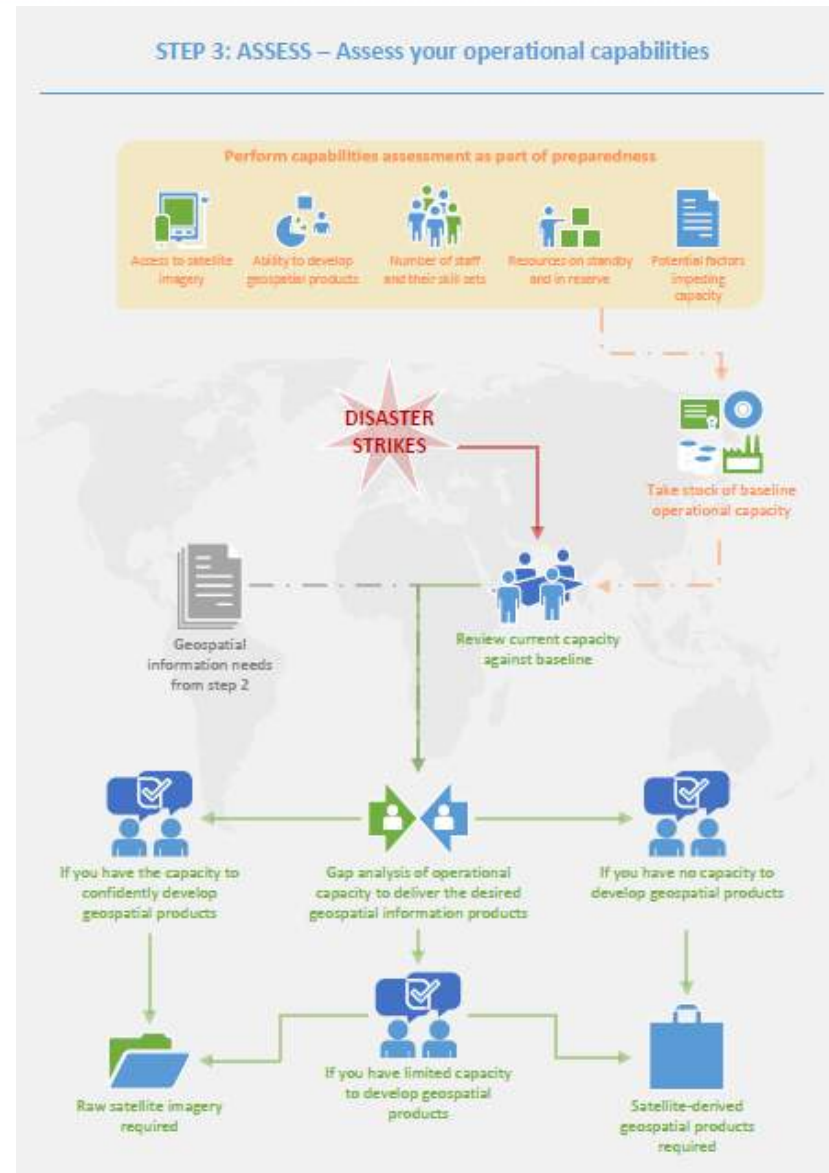 STEP 3: ASSESS – Assess your operational capabilities
Perform capabilities assessment as part of preparedness
Access to satellite
imagery
Ability to develop
geospatial products
Number of staff
and their skill sets
Resources on standby
and in reserve
Potential factors
impeding
capacity
DISASTER
STRIKES
Take stock of baseline
operational capacity
Geospatial
information needs
from step 2
Review current capacity
against baseline
If you have the capacity to
confidently develop
geospatial products
Gap analysis of operational
capacity to deliver the desired
geospatial information products
If you have no capacity to
develop geospatial products
Raw satellite imagery
required
If you have limited capacity
to develop geospatial
products
Satellite-derived
geospatial products
required